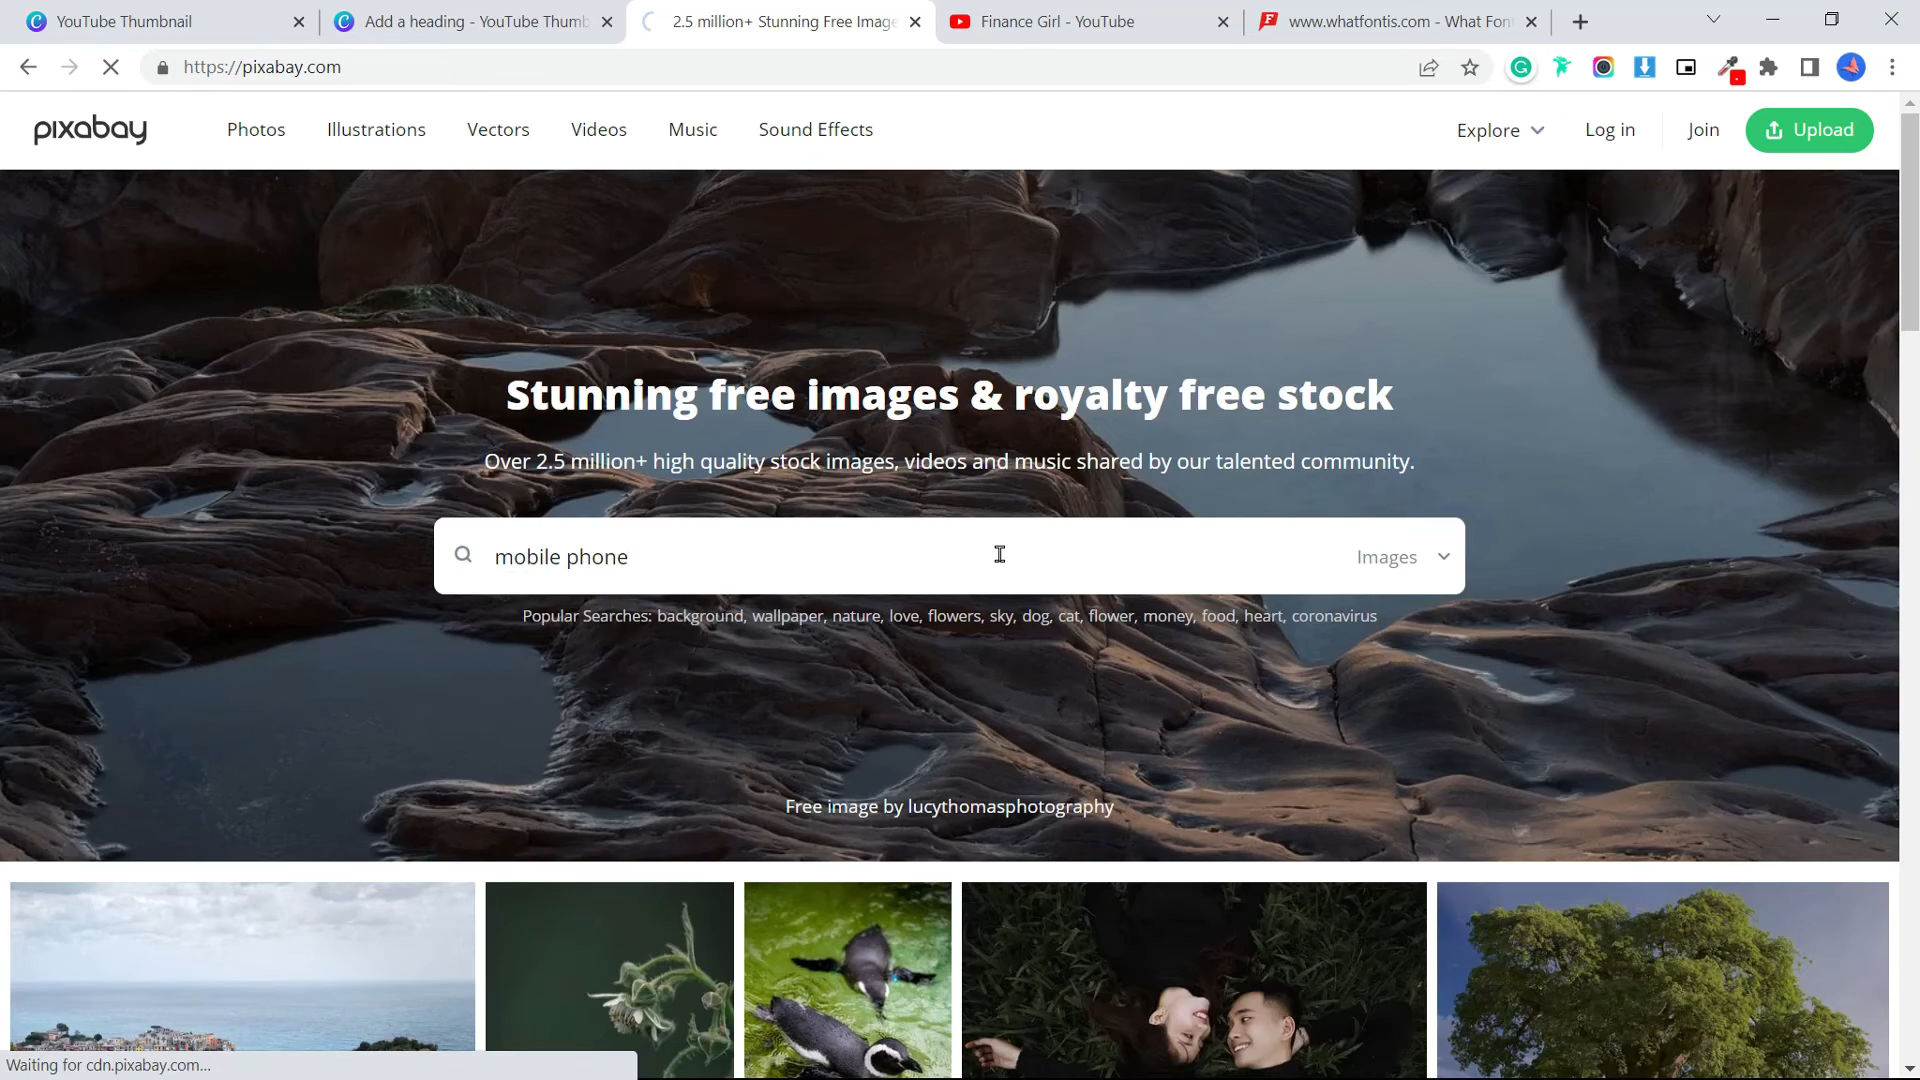 YouTube Thumbnail
Add a heading - YouTube Thumb
2.5 million+ Stunning Free Image
Finance Girl - YouTube
www.whatfontis.com - What Fon
https://pixabay.com
pixabay
Photos
Illustrations
Vectors
Videos
Music
Sound Effects
Explore
Log in
Join
Upload
Stunning free images & royalty free stock
Over 2.5 million+ high quality stock images, videos and music shared by our talented community.
mobile phone
Images
Popular Searches: background, wallpaper, nature, love, flowers, sky, dog, cat, flower, money, food, heart, coronavirus
Free image by lucythomasphotography
Waiting for cdn.pixabay.com...